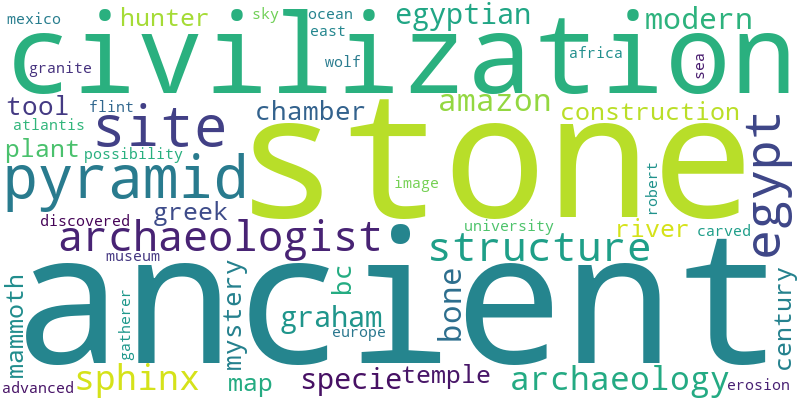 mexico
hunter
sky
ocean
egyptian
modern
civilization
east
wolf
africa
sea
granite
tool
flint
site
chamber
amazon
construction
atlantis
plant
possibility
stone
egypt
pyramid
image
robert
greek
discovered
archaeologist
university
river
carved
museum
structure
ancient
mammoth
gatherer
mystery
bc
graham
europe
bone
century
sphinx
map
specie
temple
archaeology
advanced
erosion